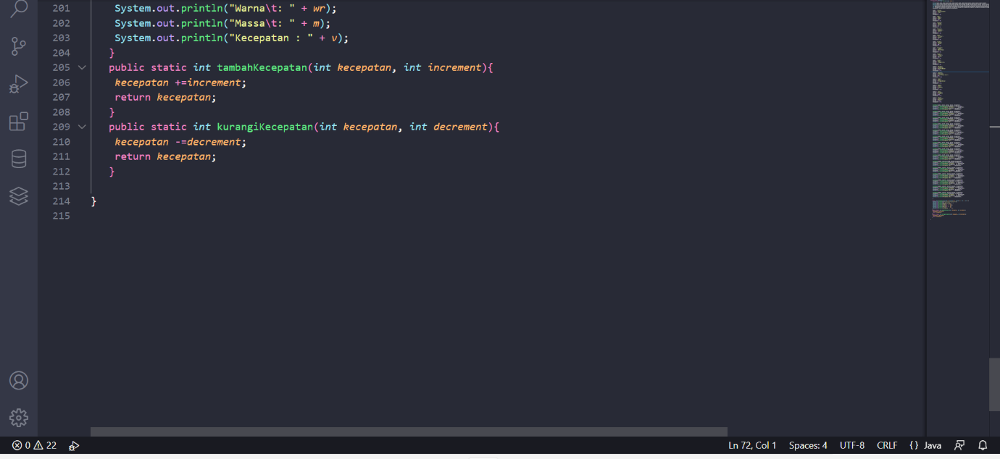 201 System.out.println("Warna\t: " + wr);
202 System.out.println("Massa\t: " + m);
203 System.out.println("Kecepatan : " + v);
204 }
205 public static int tambahKecepatan(int kecepatan, int increment){
206 kecepatan +=increment;
207 return kecepatan;
208 }
209 public static int kurangiKecepatan(int kecepatan, int decrement){
210 kecepatan -=decrement;
211 return kecepatan;
212 }
213
214 }
215
0 22 Ln 72, Col 1 Spaces: 4 UTF-8 CRLF {} Java